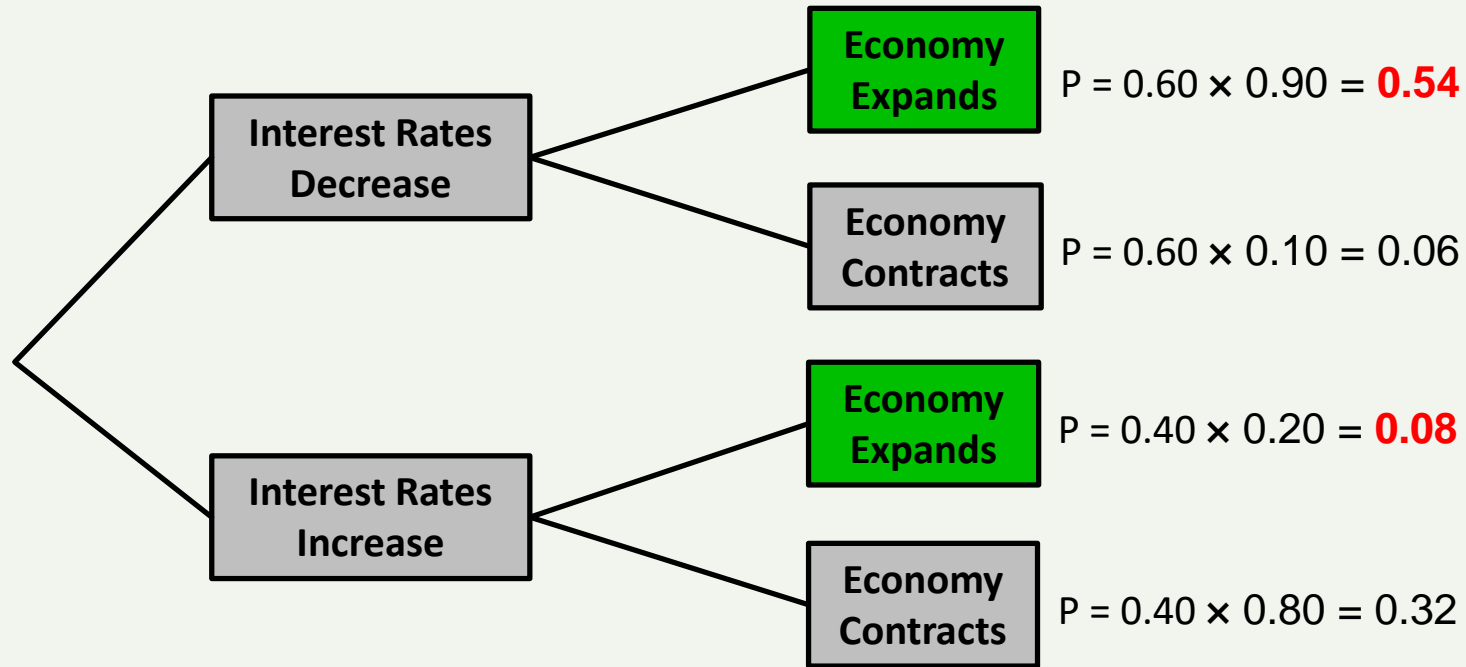 Economy
Expands
P = 0.60 × 0.90 = 0.54
Interest Rates
Decrease
Economy
Contracts
P = 0.60 × 0.10 = 0.06
Economy
Expands
P = 0.40 × 0.20 = 0.08
Interest Rates
Increase
Economy
Contracts
P = 0.40 × 0.80 = 0.32